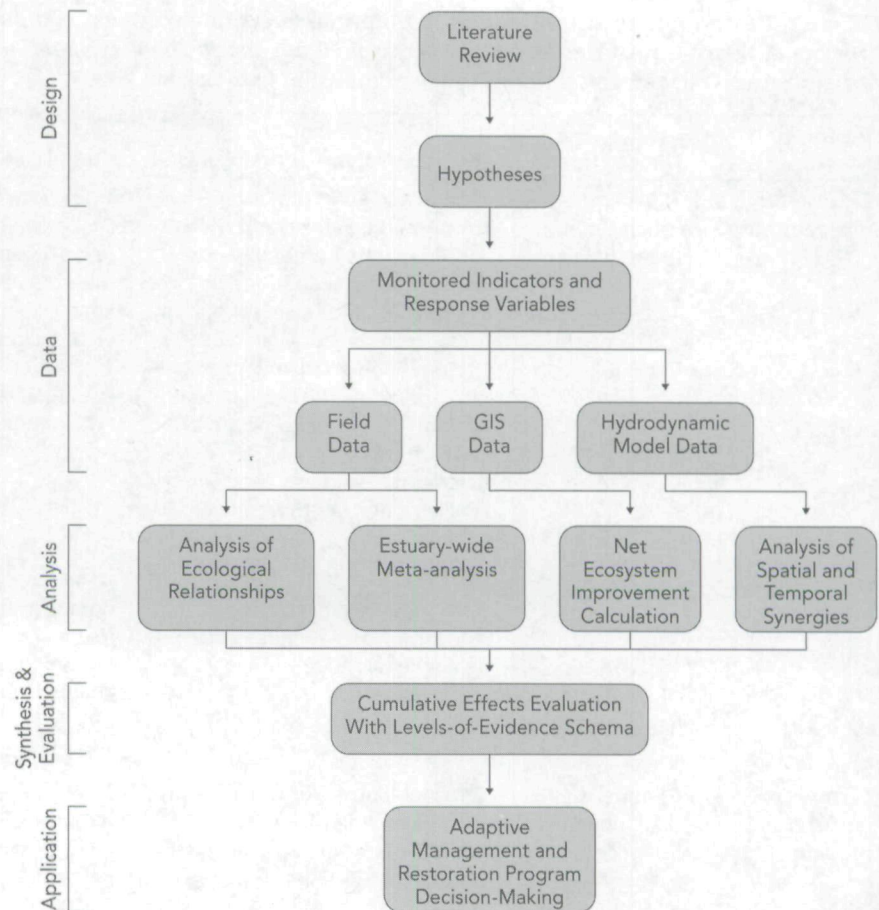 Design
Literature
Review
Hypotheses
Data
Monitored Indicators and
Response Variables
Field
Data
GIS
Data
Hydrodynamic
Model Data
Analysis
Analysis of
Ecological
Relationships
Estuary-wide
Meta-analysis
Net
Ecosystem
Improvement
Calculation
Analysis of
Spatial and
Temporal
Synergies
Synthesis &
Evaluation
Cumulative Effects Evaluation
With Levels-of-Evidence Schema
Application
Adaptive
Management and
Restoration Program
Decision-Making